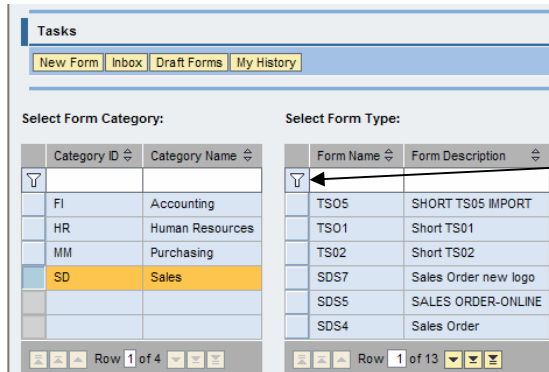 Tasks
New Form Inbox Draft Forms My History
Select Form Category:
Category ID Category Name
FI Accounting
HR Human Resources
MM Purchasing
SD Sales
Row 1 of 4
Select Form Type:
Form Name Form Description
TSO5 SHORT TS05 IMPORT
TSO1 Short TS01
TS02 Short TS02
SDS7 Sales Order new logo
SDS5 SALES ORDER-ONLINE
SDS4 Sales Order
Row 1 of 13